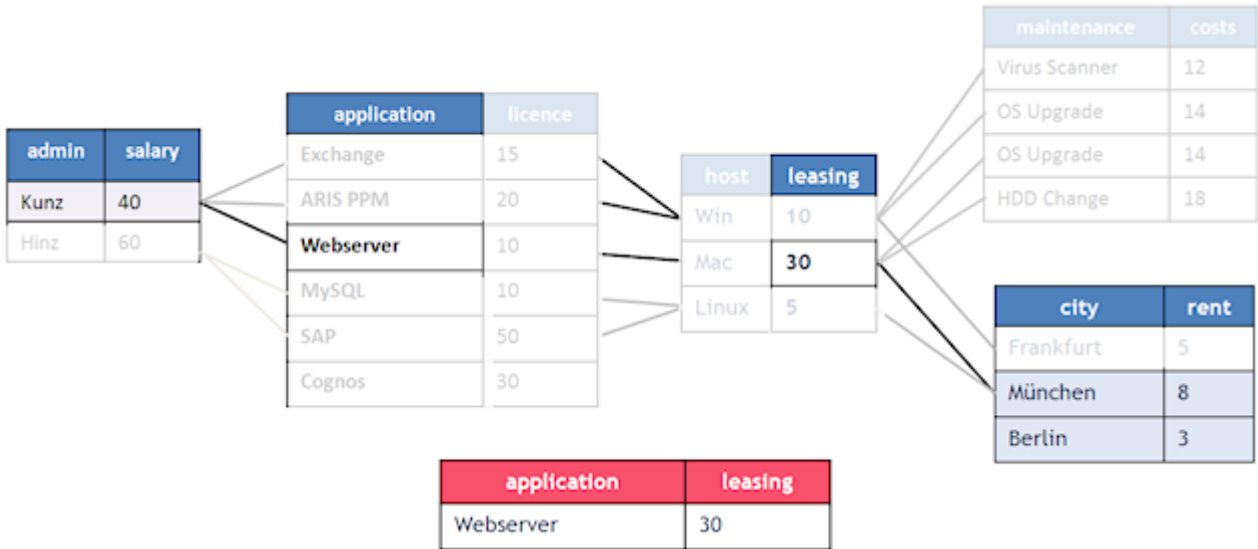 maintenance costs
Virus Scanner 12
OS Upgrade 14
OS Upgrade 14
HDD Change 18
application licence
Exchange 15
ARIS PPM 20
Webserver 10
MySQL 10
SAP 50
Cognos 30
admin salary
Kunz 40
Hinz 60
host leasing
Win 10
Mac 30
Linux 5
city rent
Frankfurt 5
München 8
Berlin 3
application leasing
Webserver 30